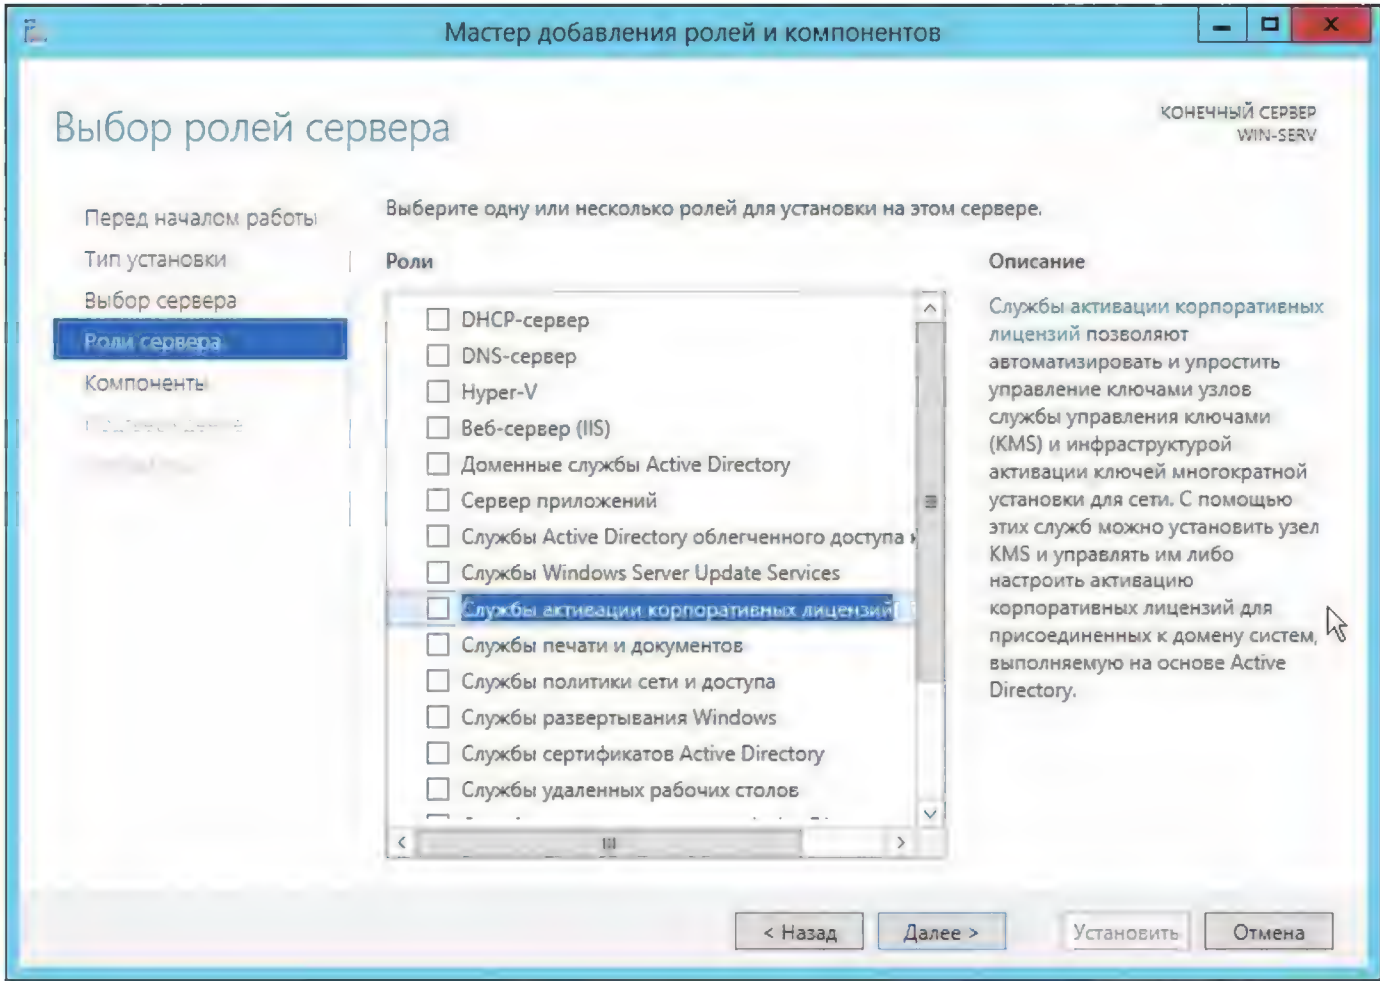 Мастер добавления ролей и компонентов
Выбор ролей сервера
КОНЕЧНЫЙ СЕРВЕР
WIN-SERV
Перед началом работы
Тип установки
Выбор сервера
Роли сервера
Компоненты
Выберите одну или несколько ролей для установки на этом сервере.
Роли
DHCP-сервер
DNS-сервер
Hyper-V
Веб-сервер (IIS)
Доменные службы Active Directory
Сервер приложений
Службы Active Directory облегченного доступа
Службы Windows Server Update Services
Службы активации корпоративных лицензий
Службы печати и документов
Службы политики сети и доступа
Службы развертывания Windows
Службы сертификатов Active Directory
Службы удаленных рабочих столов
Описание
Службы активации корпоративных
лицензий позволяют
автоматизировать и упростить
управление ключами узлов
службы управления ключами
(KMS) и инфраструктурой
активации ключей многократной
установки для сети. С помощью
этих служб можно установить узел
KMS и управлять им либо
настроить активацию
корпоративных лицензий для
присоединенных к домену систем,
выполняемую на основе Active
Directory.
< Назад
Далее >
Установить
Отмена